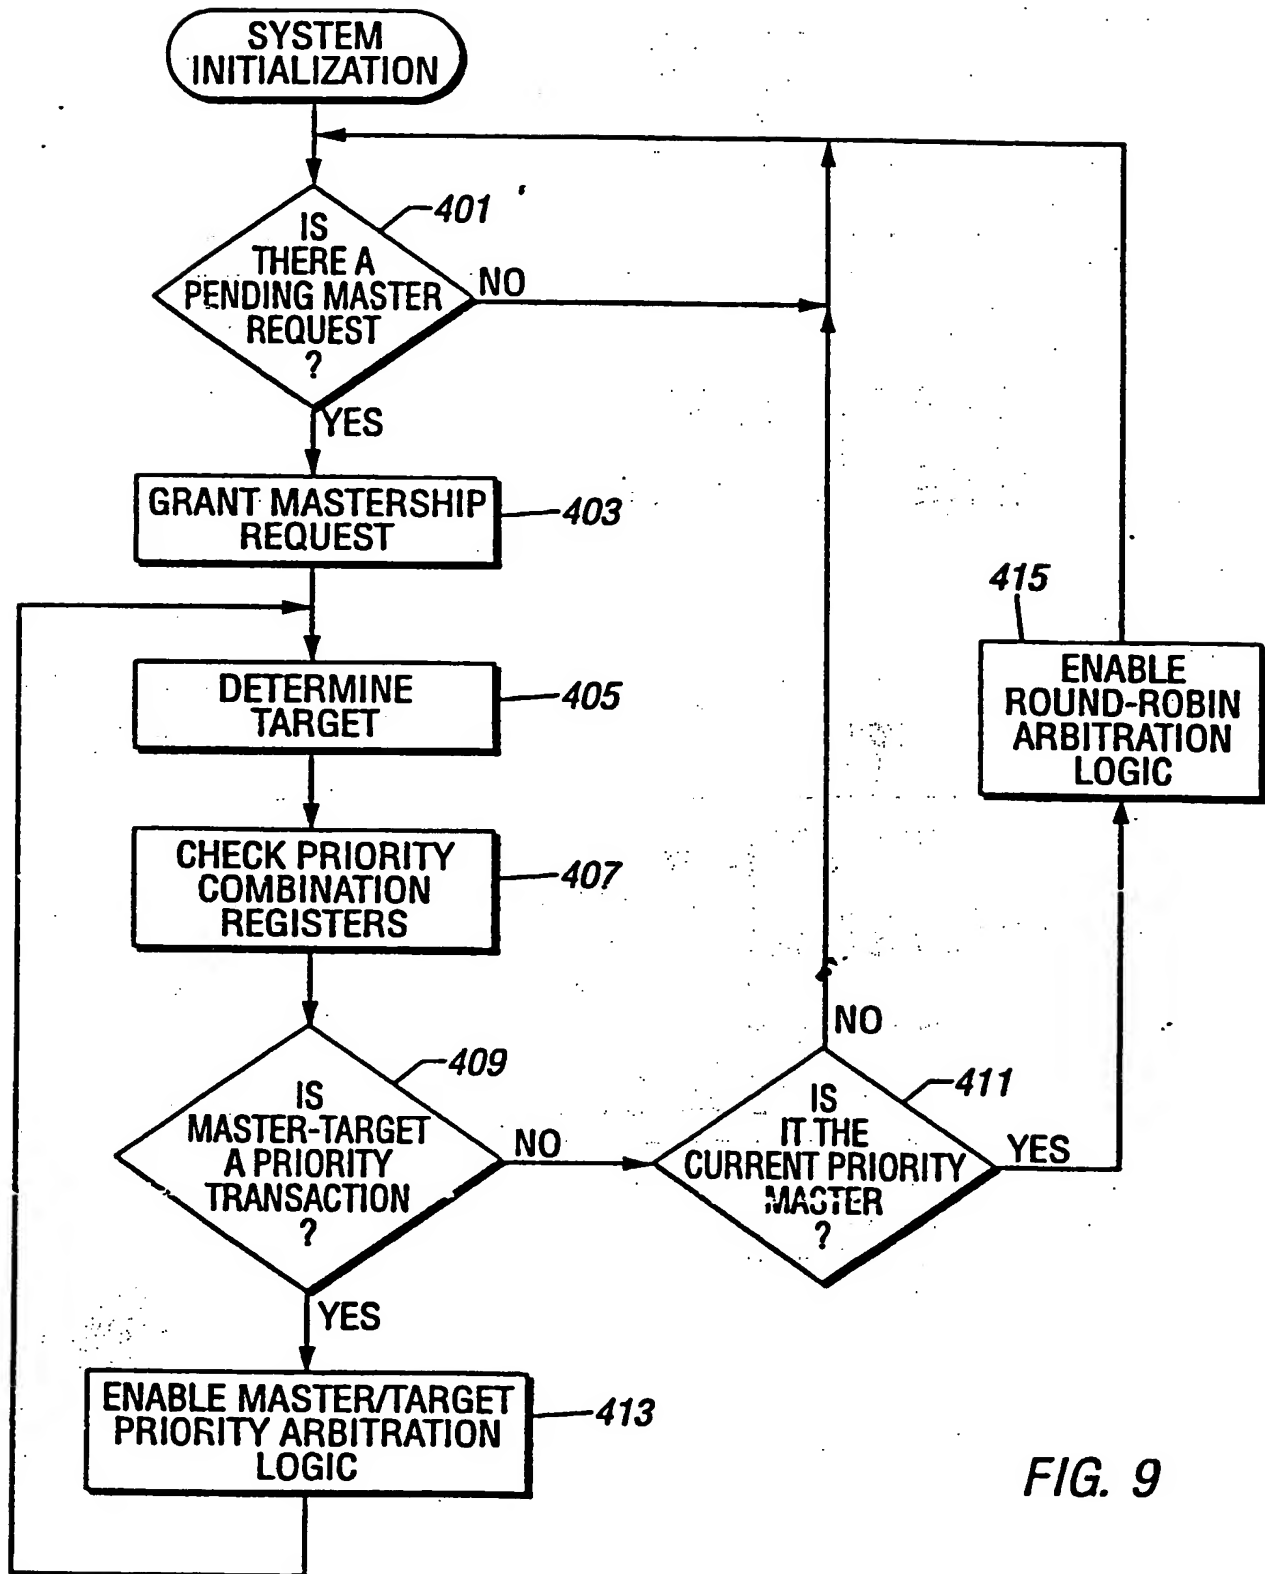 SYSTEM
INITIALIZATION
401
IS
THERE A
PENDING MASTER
REQUEST
?
NO
YES
GRANT MASTERSHIP
REQUEST
403
DETERMINE
TARGET
405
CHECK PRIORITY
COMBINATION
REGISTERS
407
409
IS
MASTER-TARGET
A PRIORITY
TRANSACTION
?
NO
YES
411
IS
IT THE
CURRENT PRIORITY
MASTER
?
NO
YES
415
ENABLE
ROUND-ROBIN
ARBITRATION
LOGIC
ENABLE MASTER/TARGET
PRIORITY ARBITRATION
LOGIC
413
FIG. 9